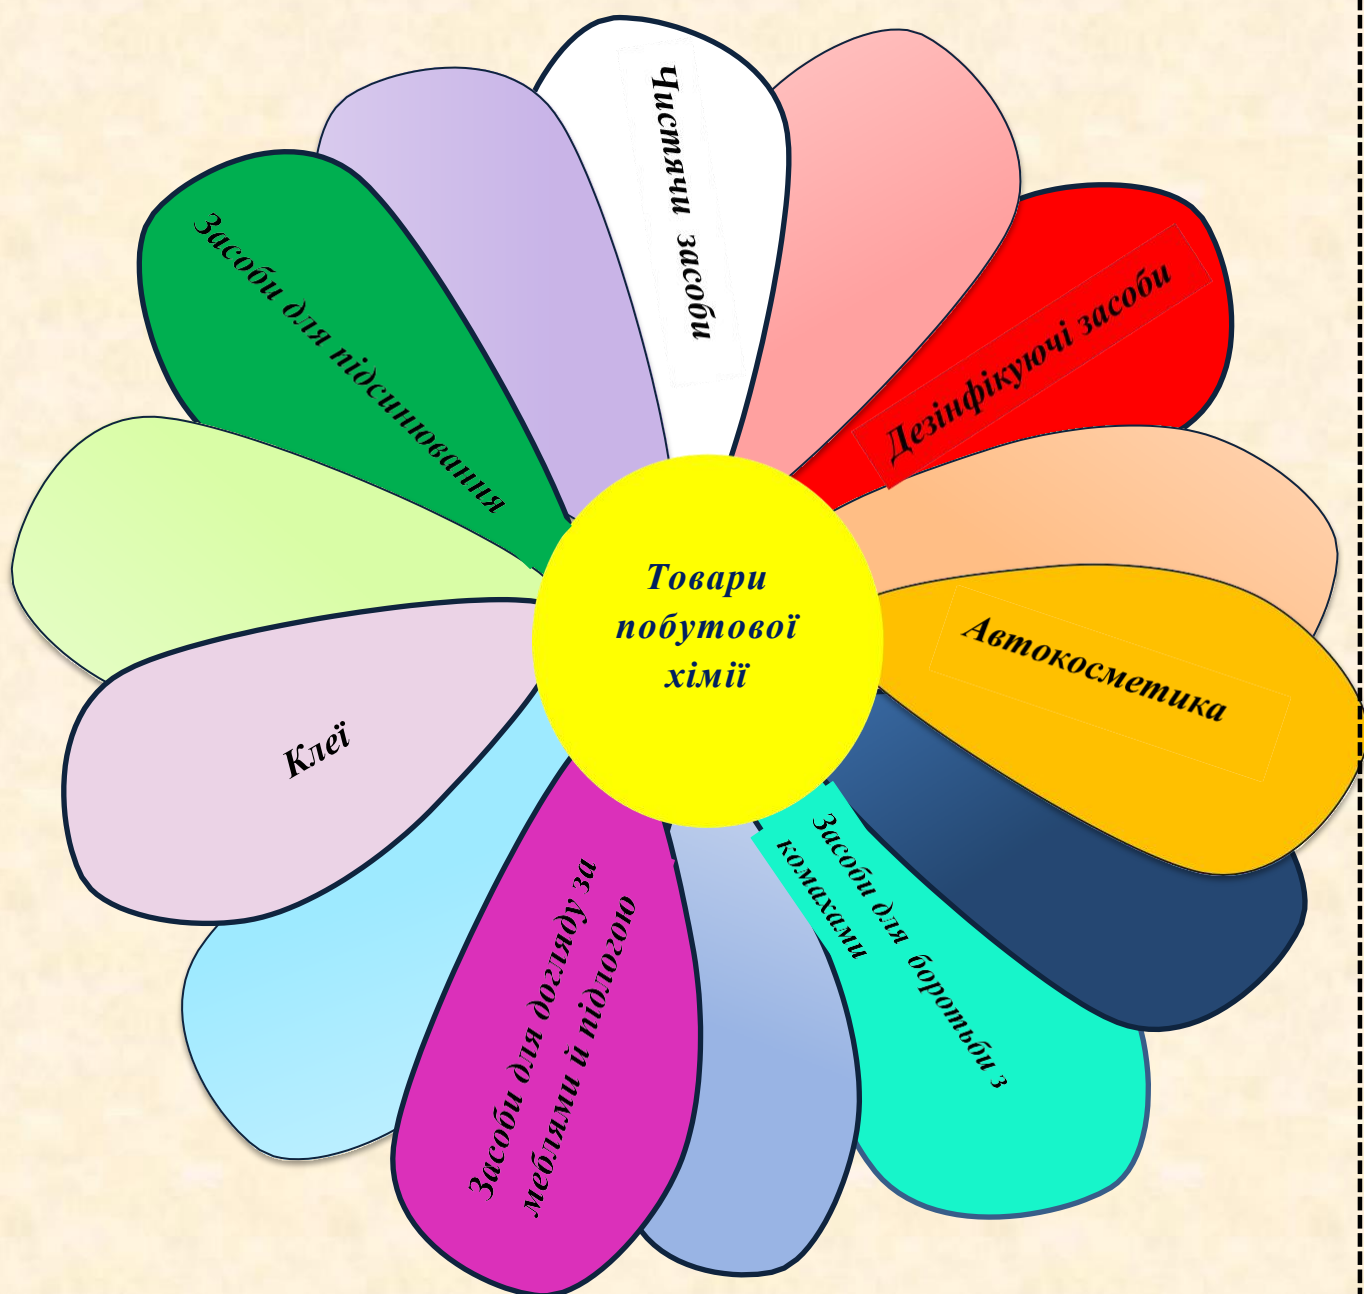 Товари
побутової
хімії
Чистячи засоби
Дезінфікуючі засоби
Автокосметика
Засоби для боротьби з
комахами
Засоби для догляду за
меблями й підлогою
Клеї
Засоби для підсинювання